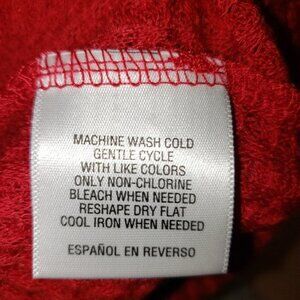 MACHINE WASH COLD
GENTLE CYCLE
WITH LIKE COLORS
ONLY NON-CHLORINE
BLEACH WHEN NEEDED
RESHAPE DRY FLAT
COOL IRON WHEN NEEDED
ESPAÑOL EN REVERSO